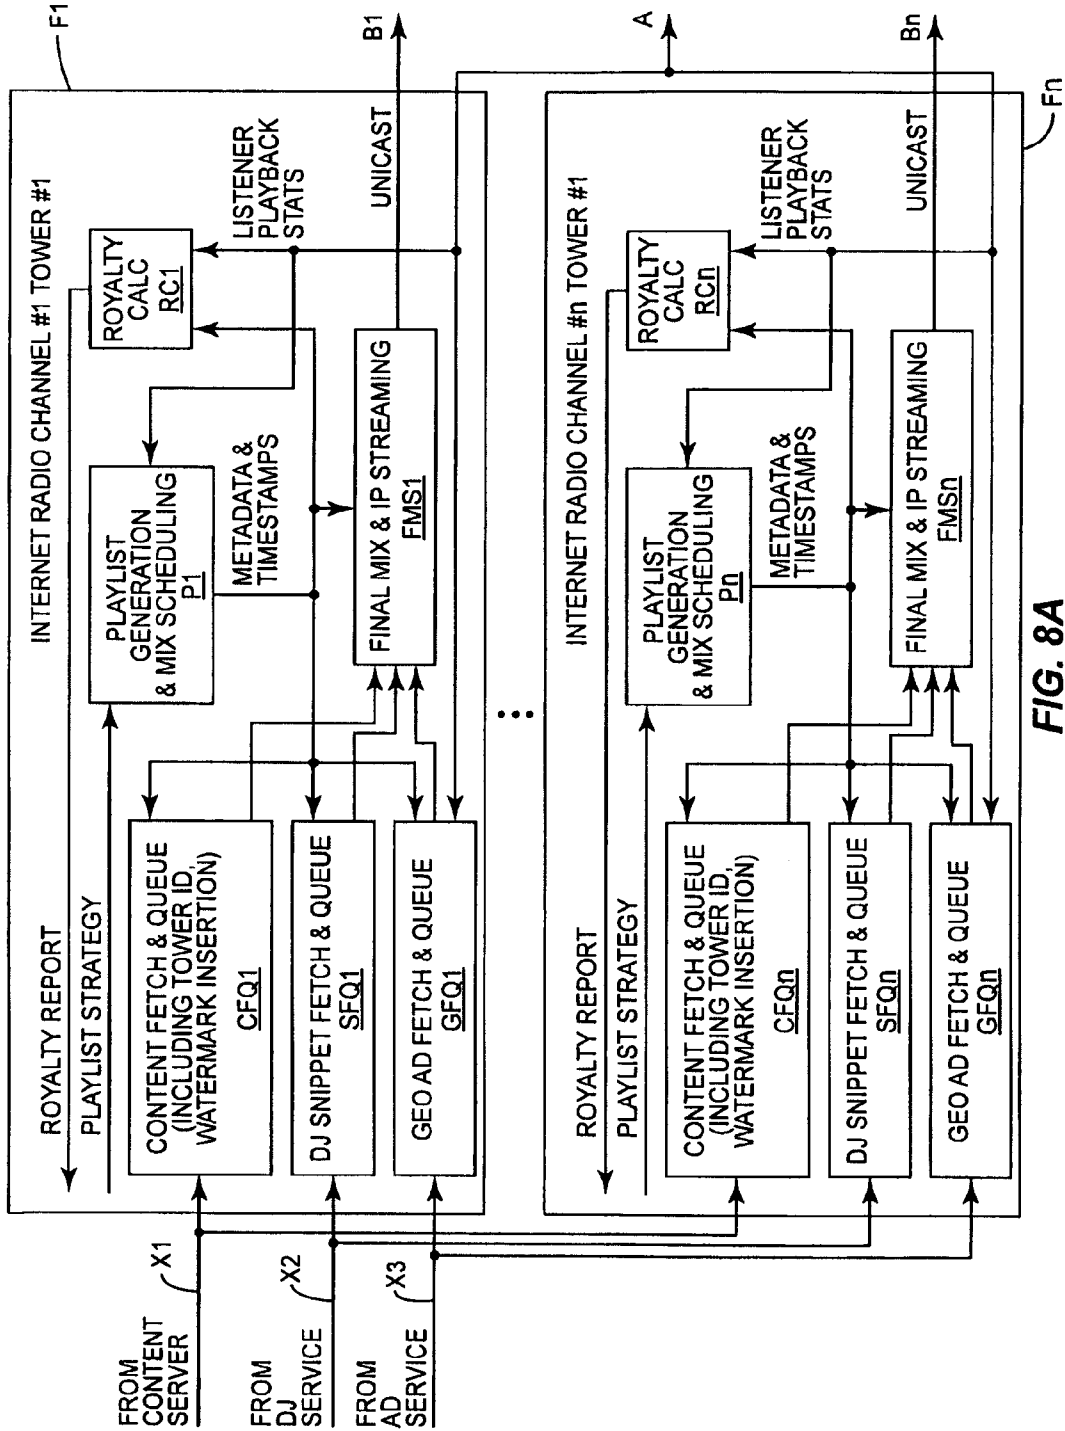 F1
INTERNET RADIO CHANNEL #1 TOWER #1
ROYALTY REPORT
PLAYLIST STRATEGY
PLAYLIST
GENERATION
& MIX SCHEDULING
P1
ROYALTY
CALC
RC1
LISTENER
PLAYBACK
STATS
METADATA &
TIMESTAMPS
CONTENT FETCH & QUEUE
(INCLUDING TOWER ID,
WATERMARK INSERTION)
CFQ1
DJ SNIPPET FETCH & QUEUE
SFQ1
GEO AD FETCH & QUEUE
GFQ1
FINAL MIX & IP STREAMING
FMS1
UNICAST
B1
FROM
CONTENT
SERVER
X1
FROM
DJ
SERVICE
X2
FROM
AD
SERVICE
X3
...
A
INTERNET RADIO CHANNEL #n TOWER #1
ROYALTY REPORT
PLAYLIST STRATEGY
PLAYLIST
GENERATION
& MIX SCHEDULING
Pn
ROYALTY
CALC
RCn
LISTENER
PLAYBACK
STATS
METADATA &
TIMESTAMPS
CONTENT FETCH & QUEUE
(INCLUDING TOWER ID,
WATERMARK INSERTION)
CFQn
DJ SNIPPET FETCH & QUEUE
SFQn
GEO AD FETCH & QUEUE
GFQn
FINAL MIX & IP STREAMING
FMSn
UNICAST
Bn
Fn
FIG. 8A